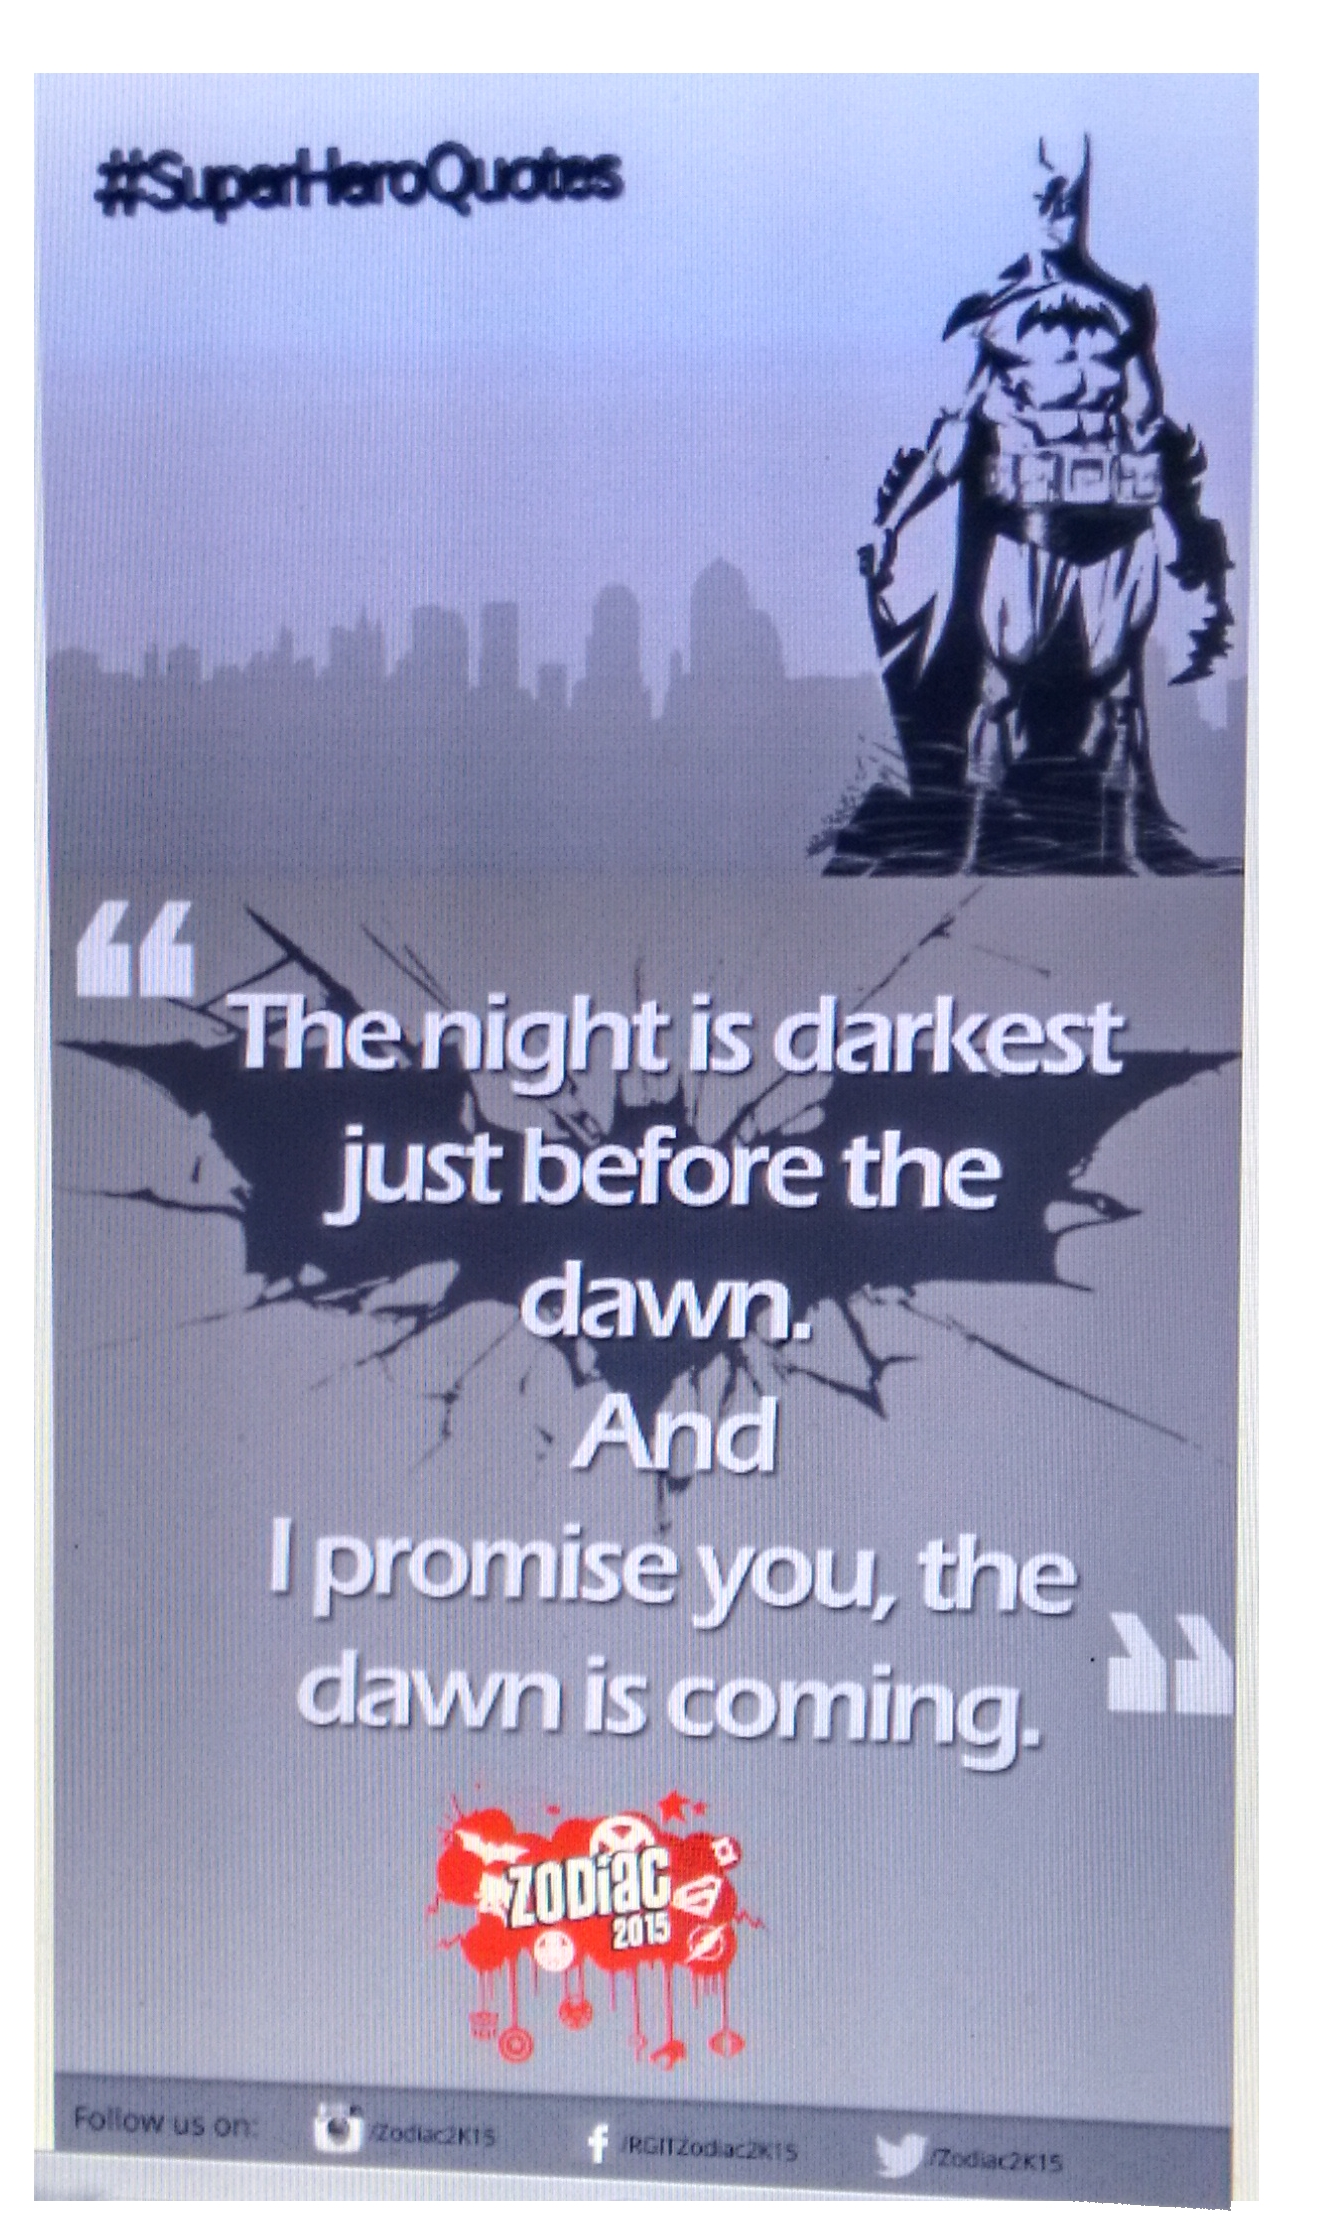 #SuperHeroQuotes
“
The night is darkest
just before the
dawn.
And
I promise you, the
dawn is coming.
”
ZODiAC
2015
Follow us on: /Zodiac2K15 /RGITZodiac2K15 /Zodiac2K15